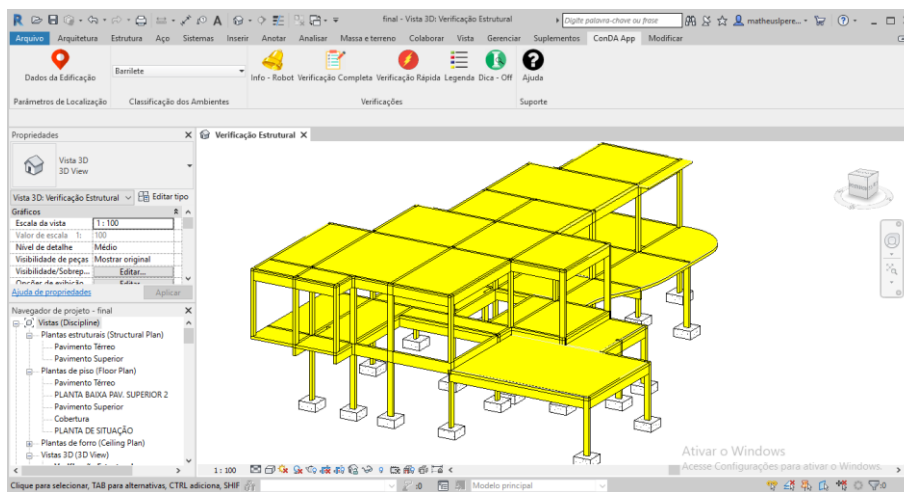 final - Vista 3D: Verificação Estrutural
Digite palavra-chave ou frase
matheuslpere...
Arquivo Arquitetura Estrutura Aço Sistemas Inserir Anotar Analisar Massa e terreno Colaborar Vista Gerenciar Suplementos ConDA App Modificar
Dados da Edificação
Barrilete
Info - Robot Verificação Completa Verificação Rápida Legenda Dica - Off Ajuda
Parâmetros de Localização Classificação dos Ambientes Verificações Suporte
Propriedades
Verificação Estrutural
Vista 3D
3D View
Vista 3D: Verificação Estrutural Editar tipo
Gráficos
Escala da vista 1 : 100
Valor de escala 1: 100
Nível de detalhe Médio
Visibilidade de peças Mostrar original
Visibilidade/Sobrep... Editar...
Opções de exibição Editar...
Ajuda de propriedades Aplicar
Navegador de projeto - final
Vistas (Discipline)
Plantas estruturais (Structural Plan)
Pavimento Térreo
Pavimento Superior
Plantas de piso (Floor Plan)
Pavimento Térreo
PLANTA BAIXA PAV. SUPERIOR 2
Pavimento Superior
Cobertura
PLANTA DE SITUAÇÃO
Plantas de forro (Ceiling Plan)
Vistas 3D (3D View)
Ativar o Windows
Acesse Configurações para ativar o Windows.
1 : 100
Clique para selecionar, TAB para alternativas, CTRL adiciona, SHIF
:0
Modelo principal
:0